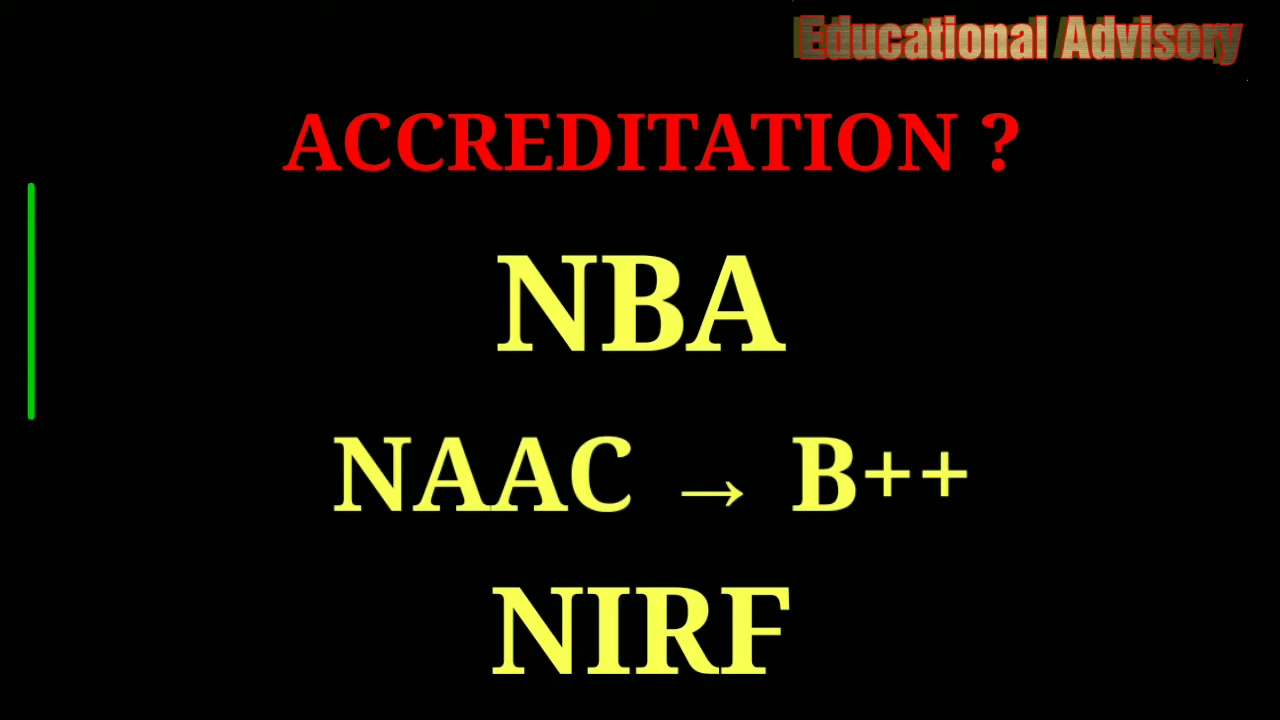 Educational Advisory
ACCREDITATION ?
NBA
NAAC → B++
NIRF